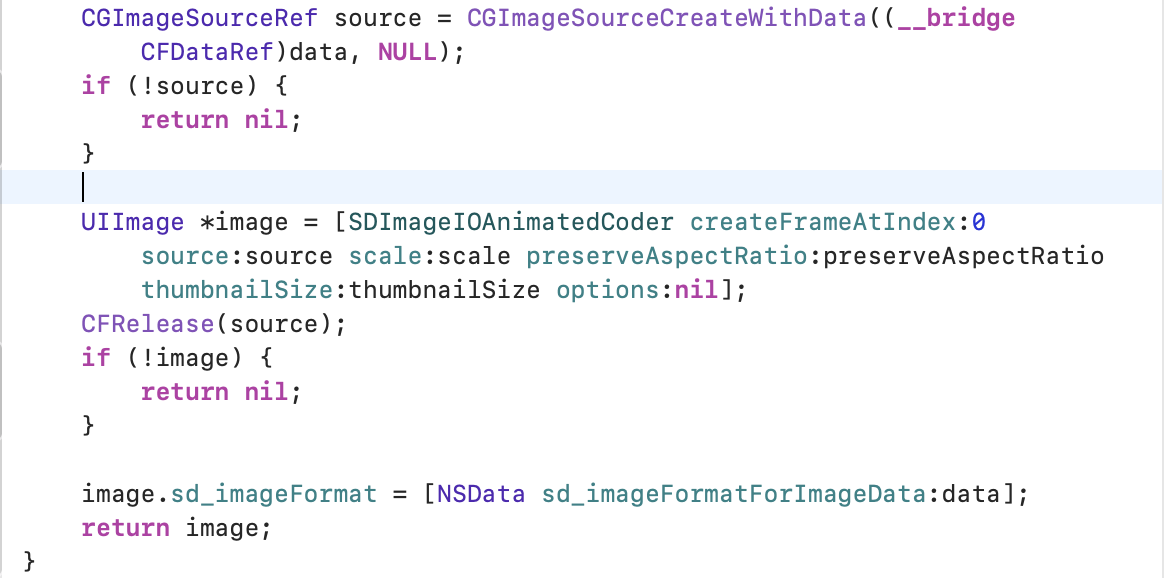 CGImageSourceRef source = CGImageSourceCreateWithData((__bridge
CFDataRef)data, NULL);
if (!source) {
return nil;
}
UIImage *image = [SDImageIOAnimatedCoder createFrameAtIndex:0
source:source scale:scale preserveAspectRatio:preserveAspectRatio
thumbnailSize:thumbnailSize options:nil];
CFRelease(source);
if (!image) {
return nil;
}
image.sd_imageFormat = [NSData sd_imageFormatForImageData:data];
return image;
}